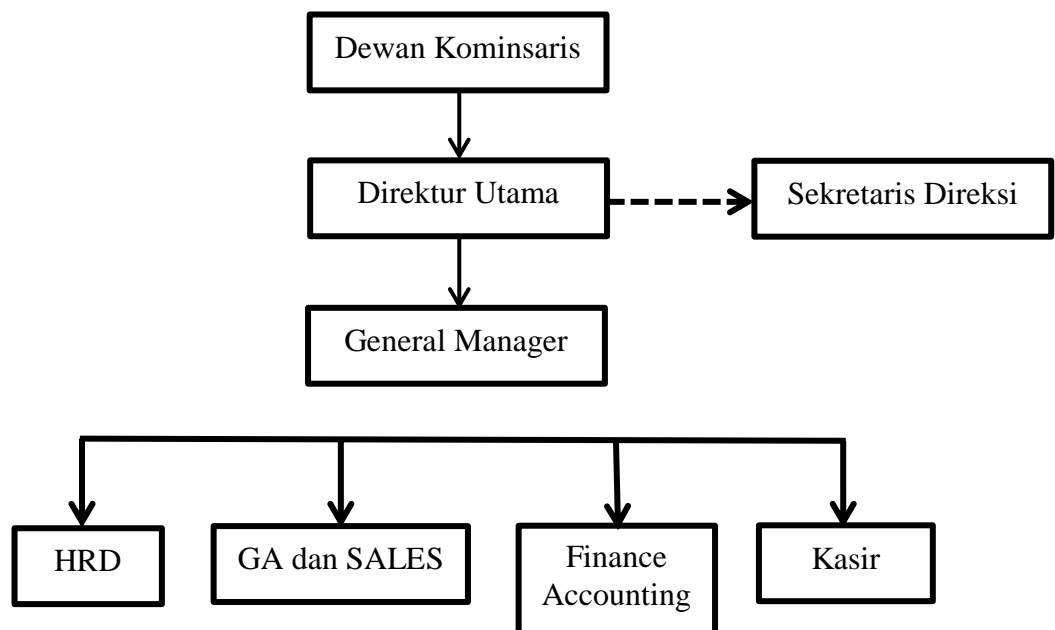 Dewan Kominsaris
Direktur Utama
Sekretaris Direksi
General Manager
HRD
GA dan SALES
Finance
Accounting
Kasir